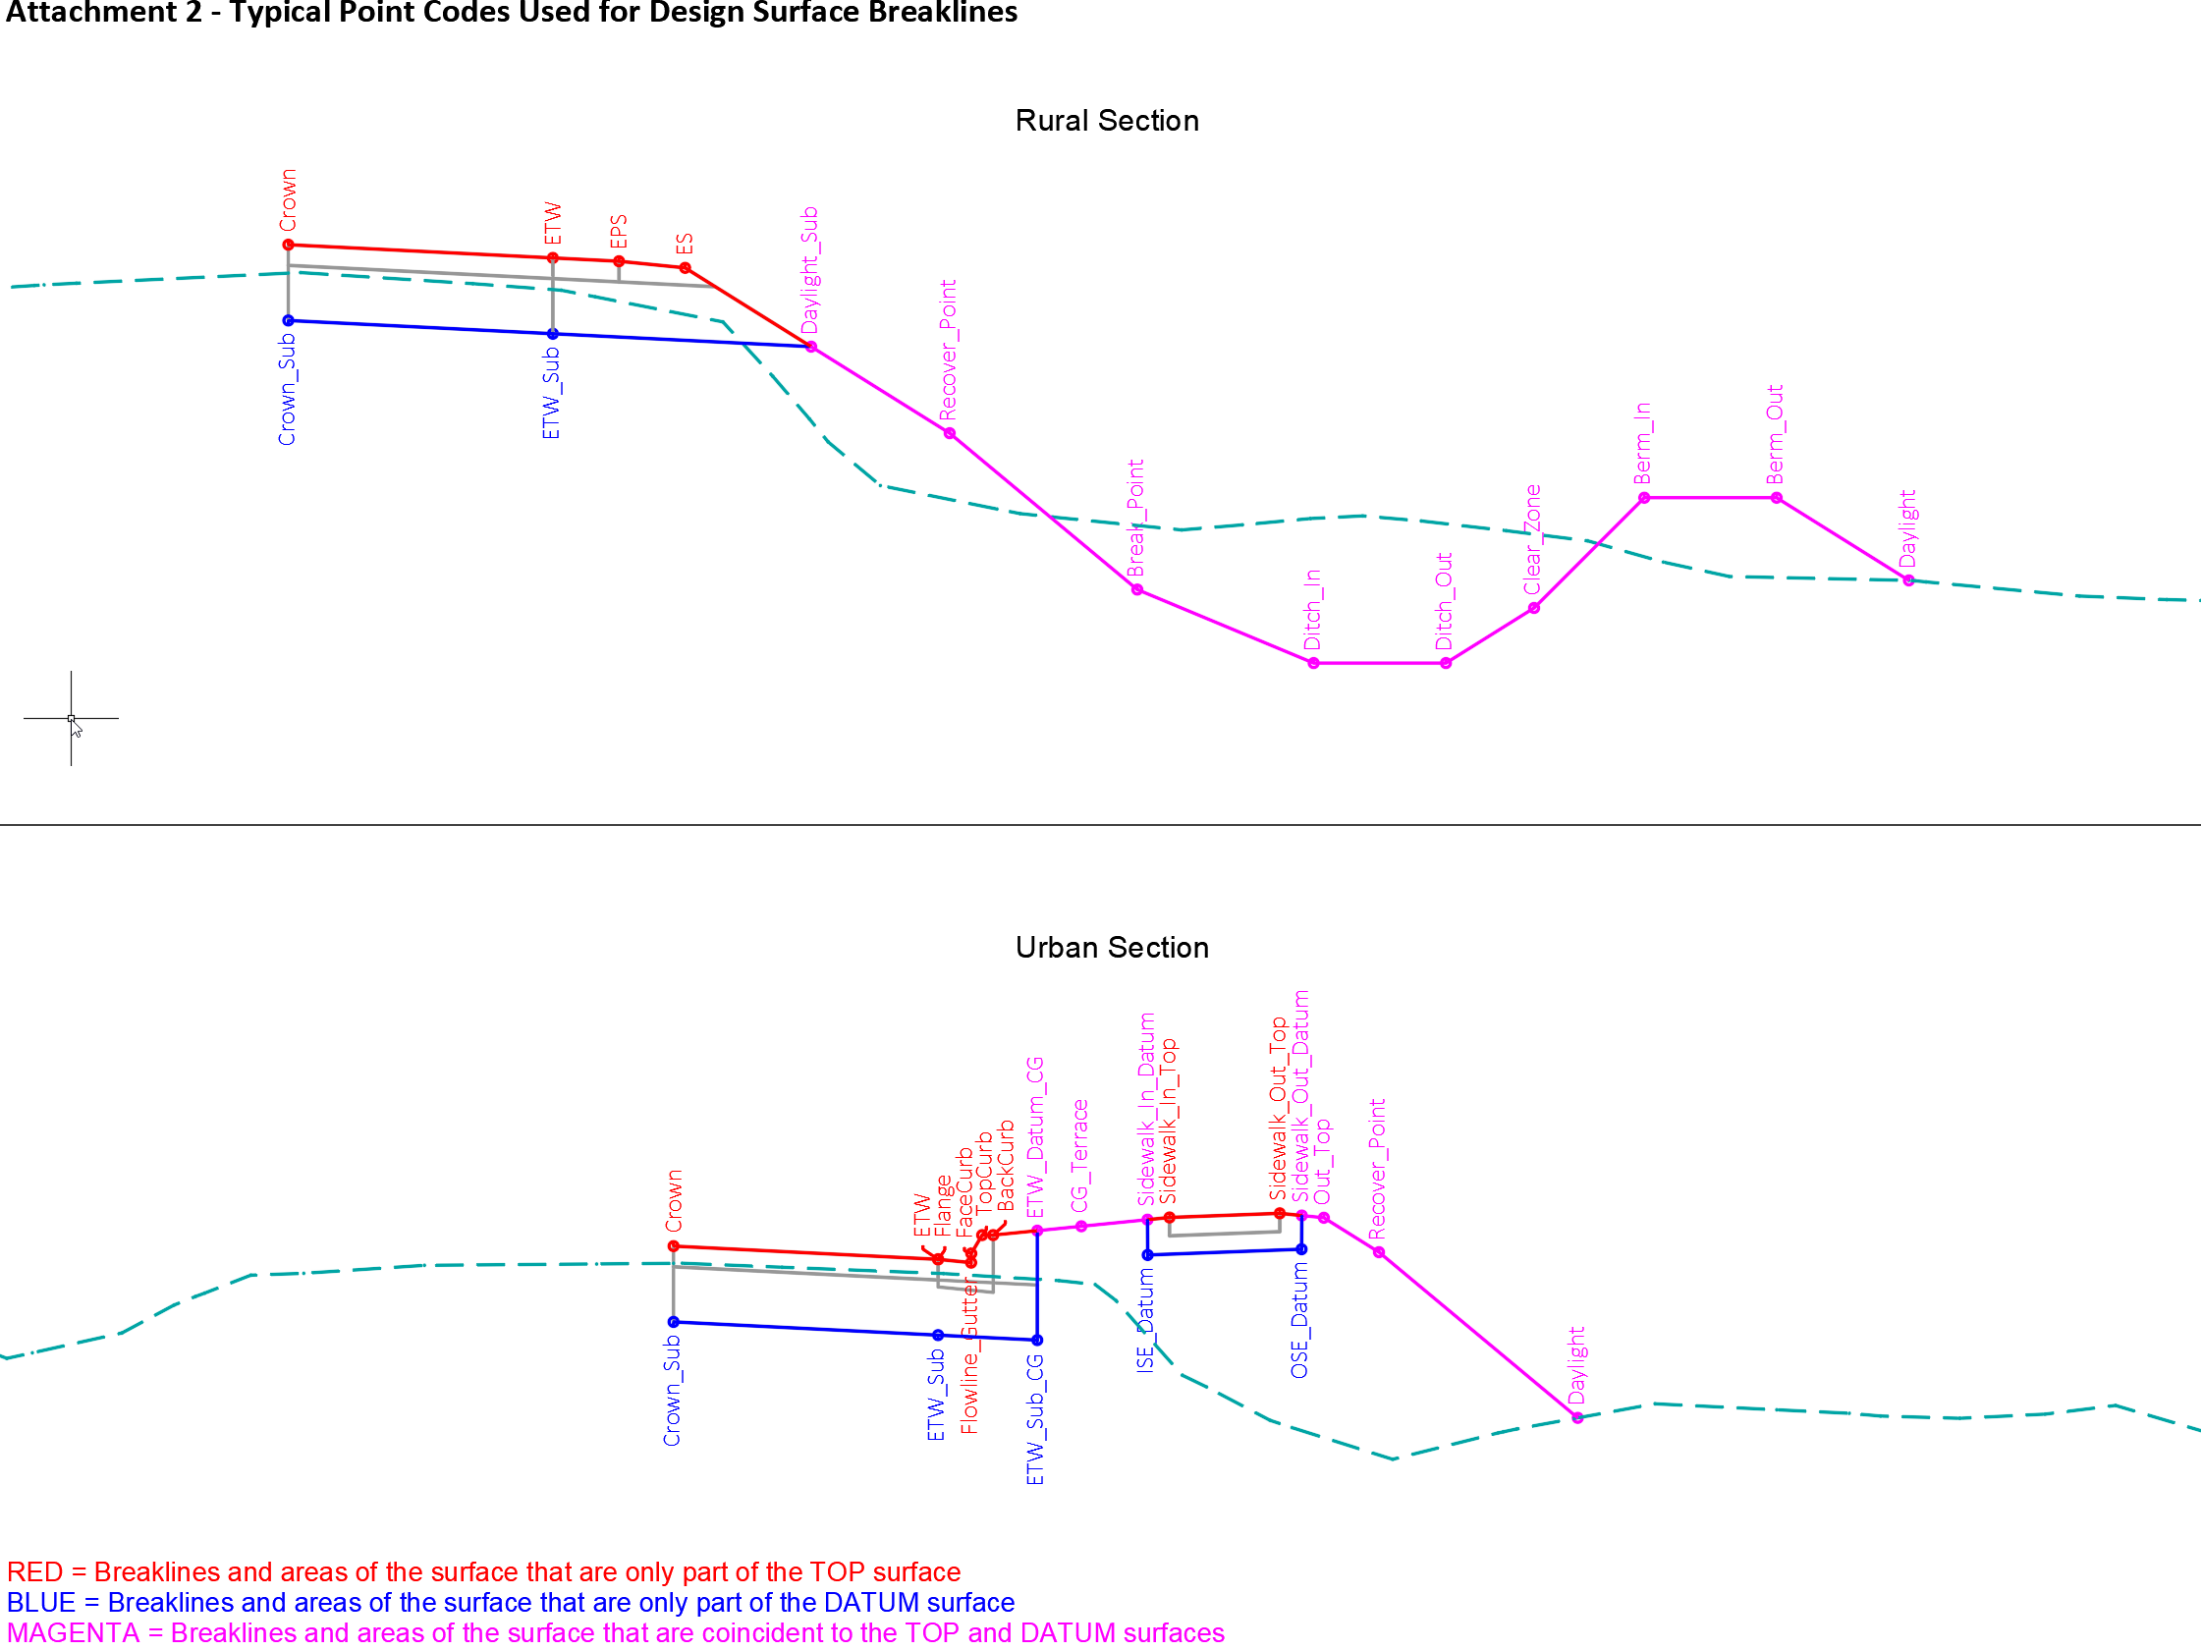 Attachment 2 - Typical Point Codes Used for Design Surface Breaklines
Rural Section
Crown
ETW
EPS
ES
Daylight_Sub
Recover_Point
Crown_Sub
ETW_Sub
Break_Point
Ditch_In
Ditch_Out
Clear_Zone
Berm_In
Berm_Out
Daylight
Urban Section
Crown
ETW
Flange
FaceCurb
TopCurb
BackCurb
ETW_Datum_CG
CG_Terrace
Sidewalk_In_Datum
Sidewalk_In_Top
Sidewalk_Out_Top
Sidewalk_Out_Datum
Out_Top
Recover_Point
Crown_Sub
ETW_Sub
Flowline_Gutter
ETW_Sub_CG
ISE_Datum
OSE_Datum
Daylight
RED = Breaklines and areas of the surface that are only part of the TOP surface
BLUE = Breaklines and areas of the surface that are only part of the DATUM surface
MAGENTA = Breaklines and areas of the surface that are coincident to the TOP and DATUM surfaces